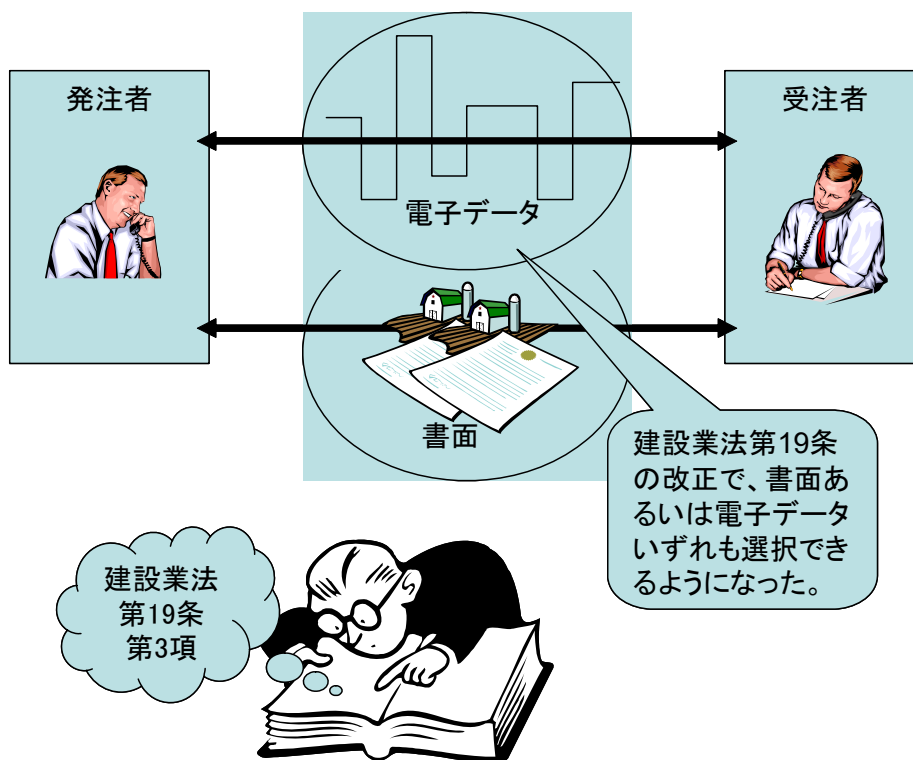 発注者
受注者
電子データ
書面
建設業法第19条
の改正で、書面あ
るいは電子データ
いずれも選択でき
るようになった。
建設業法
第19条
第3項